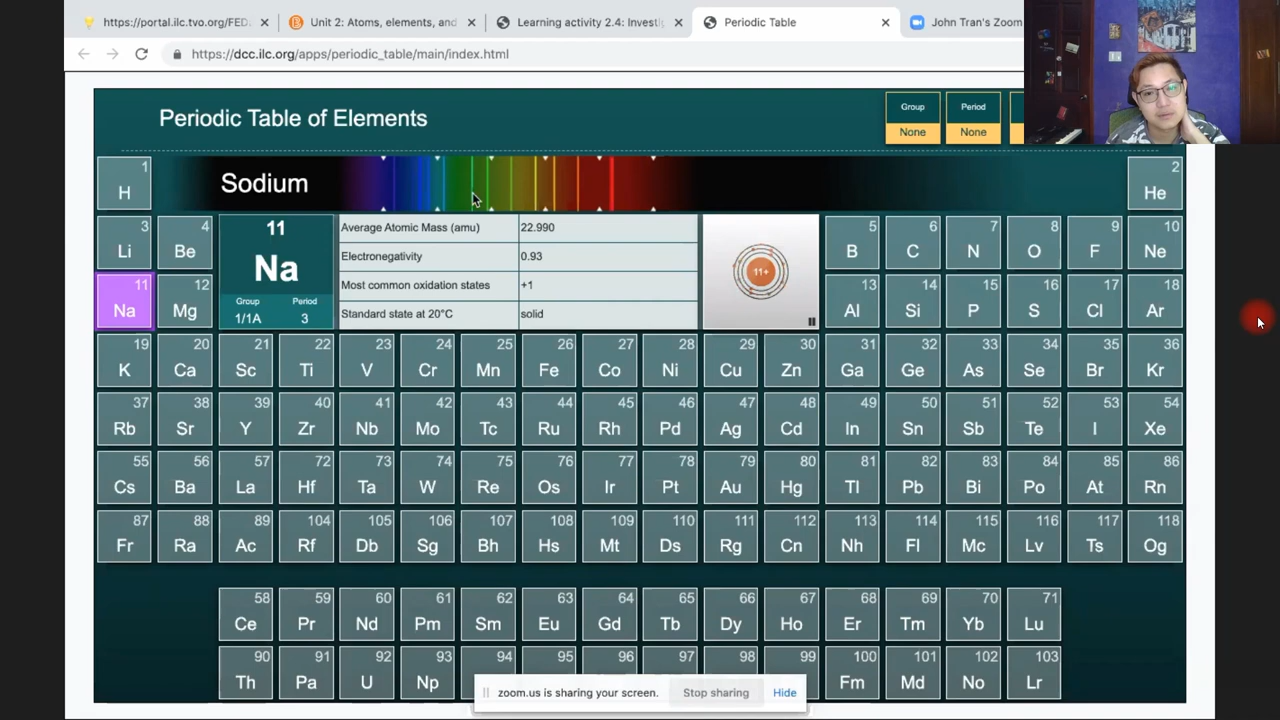 https://portal.ilc.tvo.org/FED
Unit 2: Atoms, elements, and
Learning activity 2.4: Investi
Periodic Table
John Tran's Zoom
https://dcc.ilc.org/apps/periodic_table/main/index.html
Periodic Table of Elements
Group
None
Period
None
1
H
Sodium
2
He
3
Li
4
Be
11
Na
Group
1/1A
Period
3
Average Atomic Mass (amu) 22.990
Electronegativity 0.93
Most common oxidation states +1
Standard state at 20°C solid
11+
5 6 7 8 9 10
B C N O F Ne
11 12 13 14 15 16 17 18
Na Mg Al Si P S Cl Ar
19 20 21 22 23 24 25 26 27 28 29 30 31 32 33 34 35 36
K Ca Sc Ti V Cr Mn Fe Co Ni Cu Zn Ga Ge As Se Br Kr
37 38 39 40 41 42 43 44 45 46 47 48 49 50 51 52 53 54
Rb Sr Y Zr Nb Mo Tc Ru Rh Pd Ag Cd In Sn Sb Te I Xe
55 56 57 72 73 74 75 76 77 78 79 80 81 82 83 84 85 86
Cs Ba La Hf Ta W Re Os Ir Pt Au Hg Tl Pb Bi Po At Rn
87 88 89 104 105 106 107 108 109 110 111 112 113 114 115 116 117 118
Fr Ra Ac Rf Db Sg Bh Hs Mt Ds Rg Cn Nh Fl Mc Lv Ts Og
58 59 60 61 62 63 64 65 66 67 68 69 70 71
Ce Pr Nd Pm Sm Eu Gd Tb Dy Ho Er Tm Yb Lu
90 91 92 93 94 95 96 97 98 99 100 101 102 103
Th Pa U Np Fm Md No Lr
zoom.us is sharing your screen. Stop sharing Hide